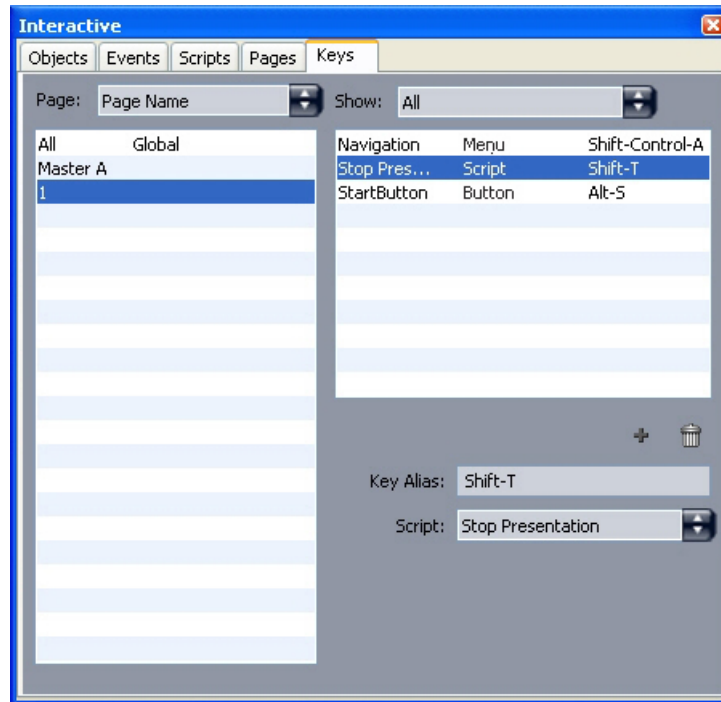 Interactive
Objects Events Scripts Pages Keys
Page: Page Name Show: All
All Global
Master A
1
Navigation Menu Shift-Control-A
Stop Pres... Script Shift-T
StartButton Button Alt-S
Key Alias: Shift-T
Script: Stop Presentation